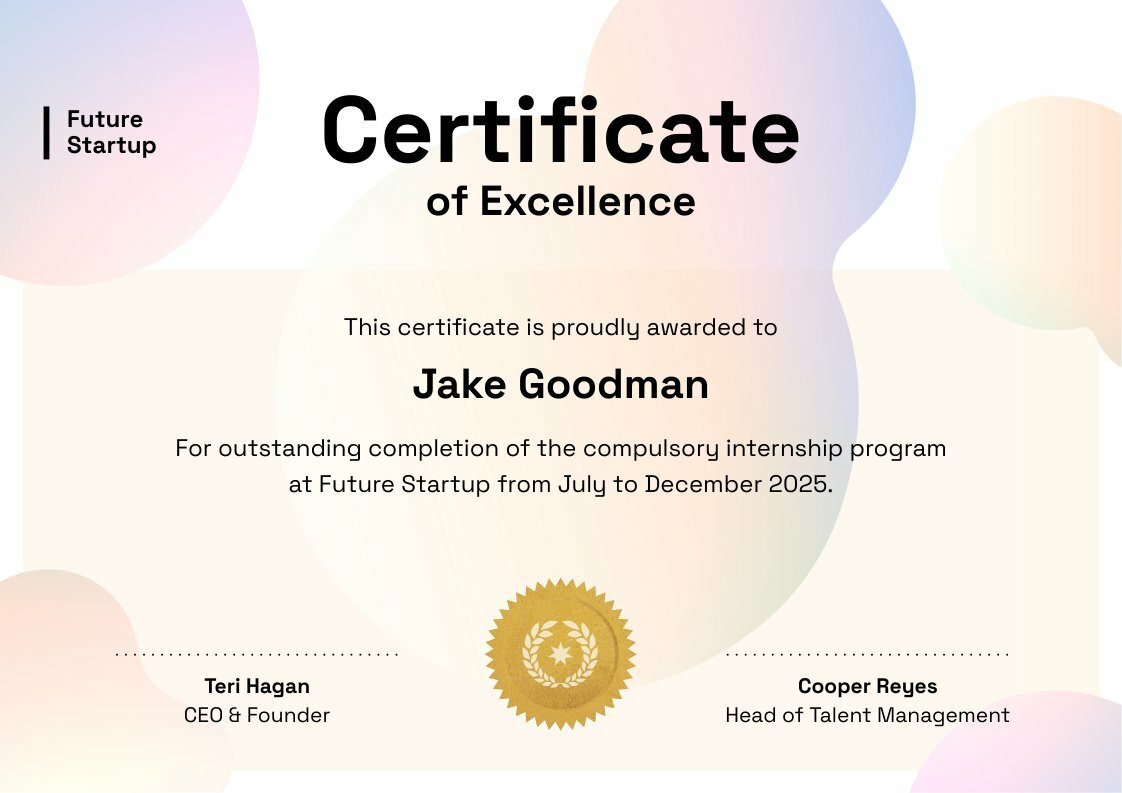 Future
Startup
Certificate
of Excellence
This certificate is proudly awarded to
Jake Goodman
For outstanding completion of the compulsory internship program
at Future Startup from July to December 2025.
Teri Hagan
CEO & Founder
Cooper Reyes
Head of Talent Management